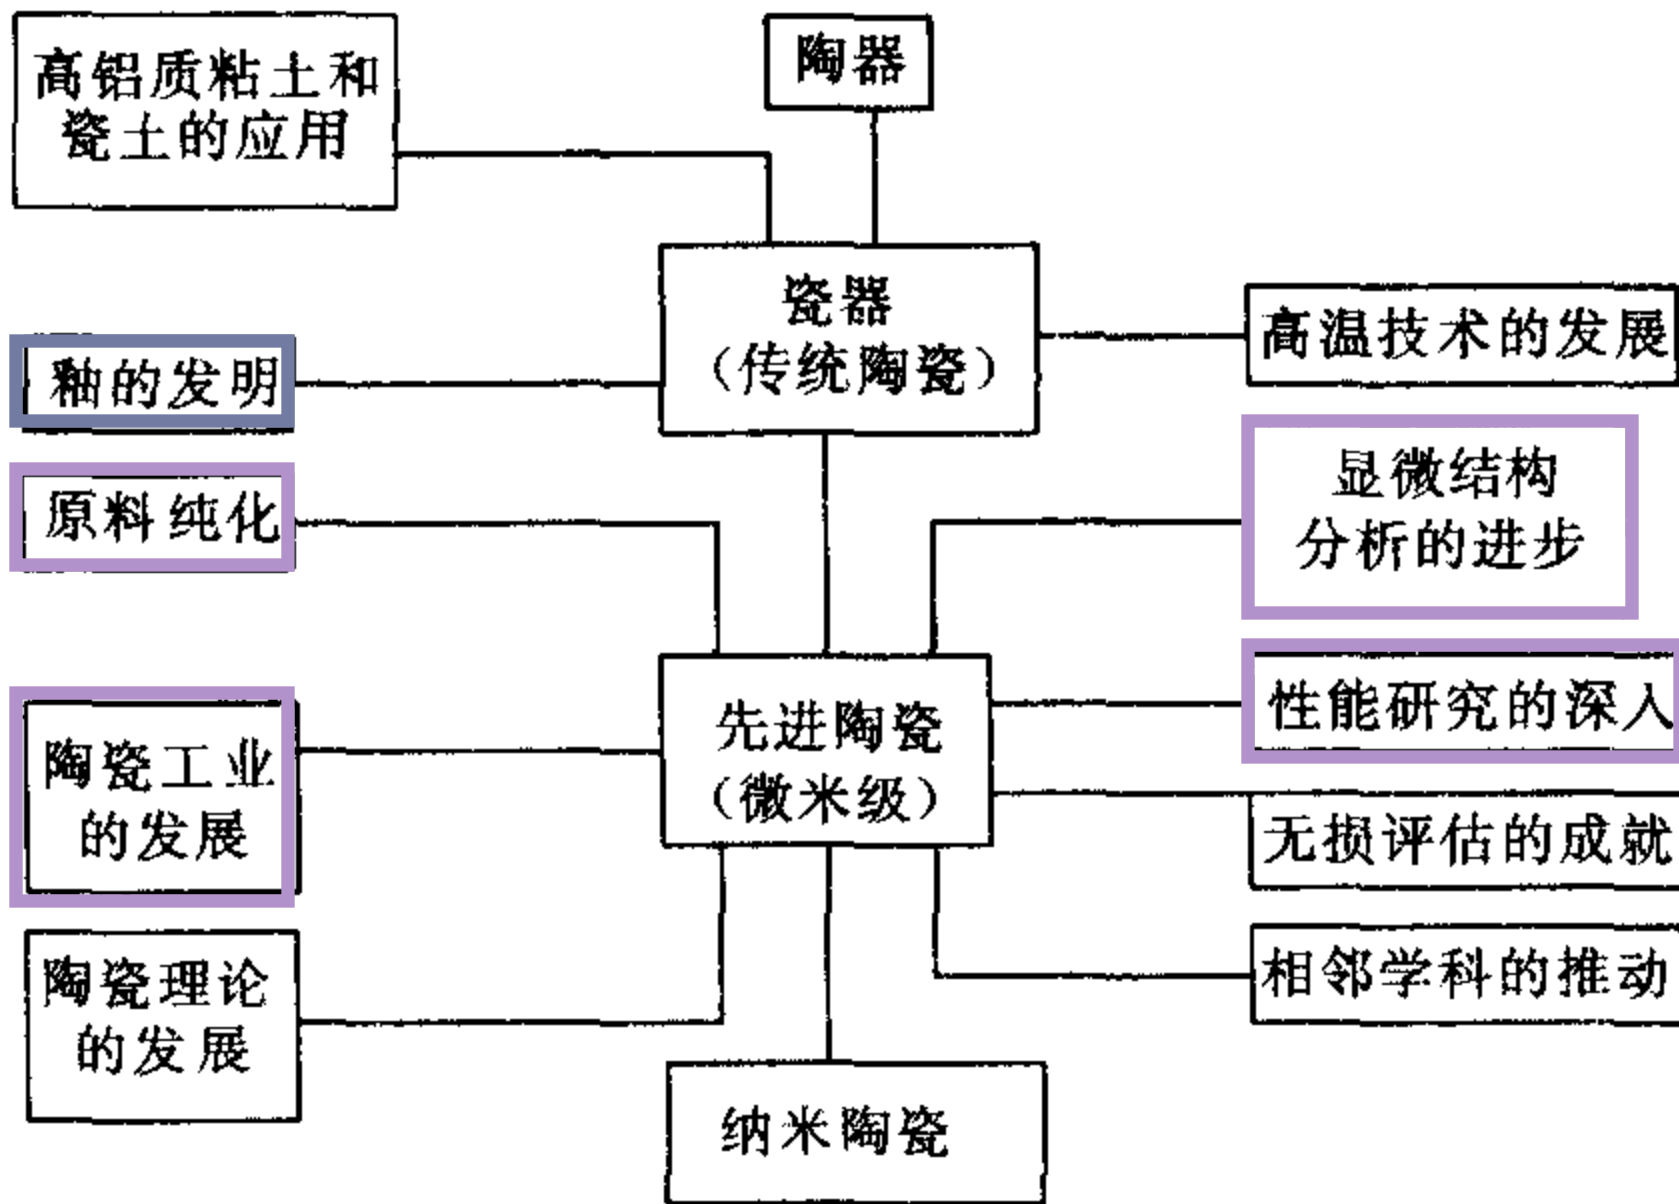 高铝质粘土和
瓷土的应用
陶器
瓷器
（传统陶瓷）
高温技术的发展
釉的发明
原料纯化
显微结构
分析的进步
先进陶瓷
（微米级）
性能研究的深入
陶瓷工业
的发展
无损评估的成就
陶瓷理论
的发展
相邻学科的推动
纳米陶瓷